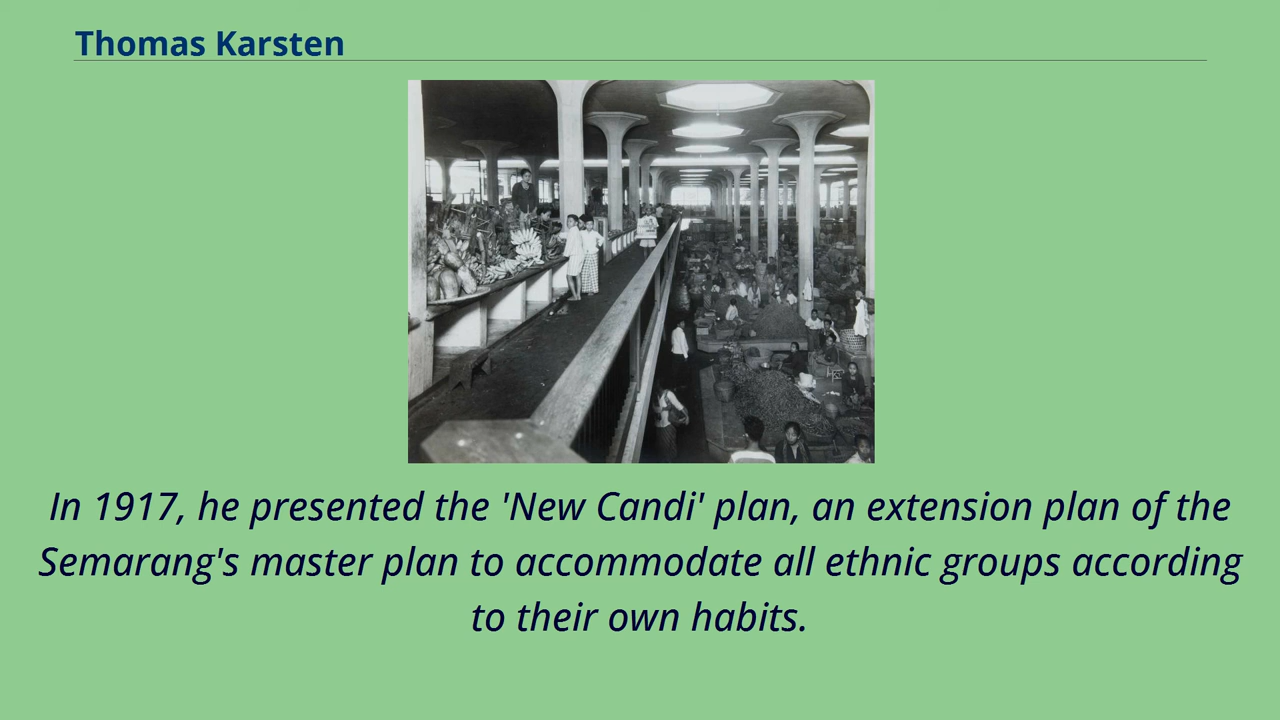 Thomas Karsten
In 1917, he presented the 'New Candi' plan, an extension plan of the
Semarang's master plan to accommodate all ethnic groups according
to their own habits.